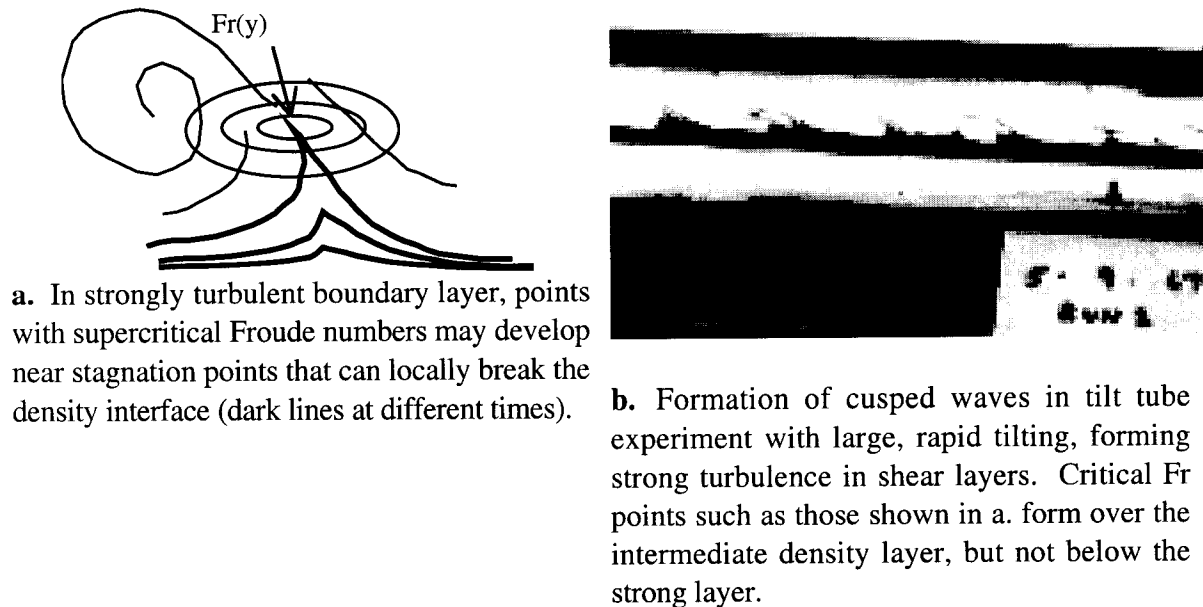 Fr(y)
a. In strongly turbulent boundary layer, points
with supercritical Froude numbers may develop
near stagnation points that can locally break the
density interface (dark lines at different times).
b. Formation of cusped waves in tilt tube
experiment with large, rapid tilting, forming
strong turbulence in shear layers. Critical Fr
points such as those shown in a. form over the
intermediate density layer, but not below the
strong layer.